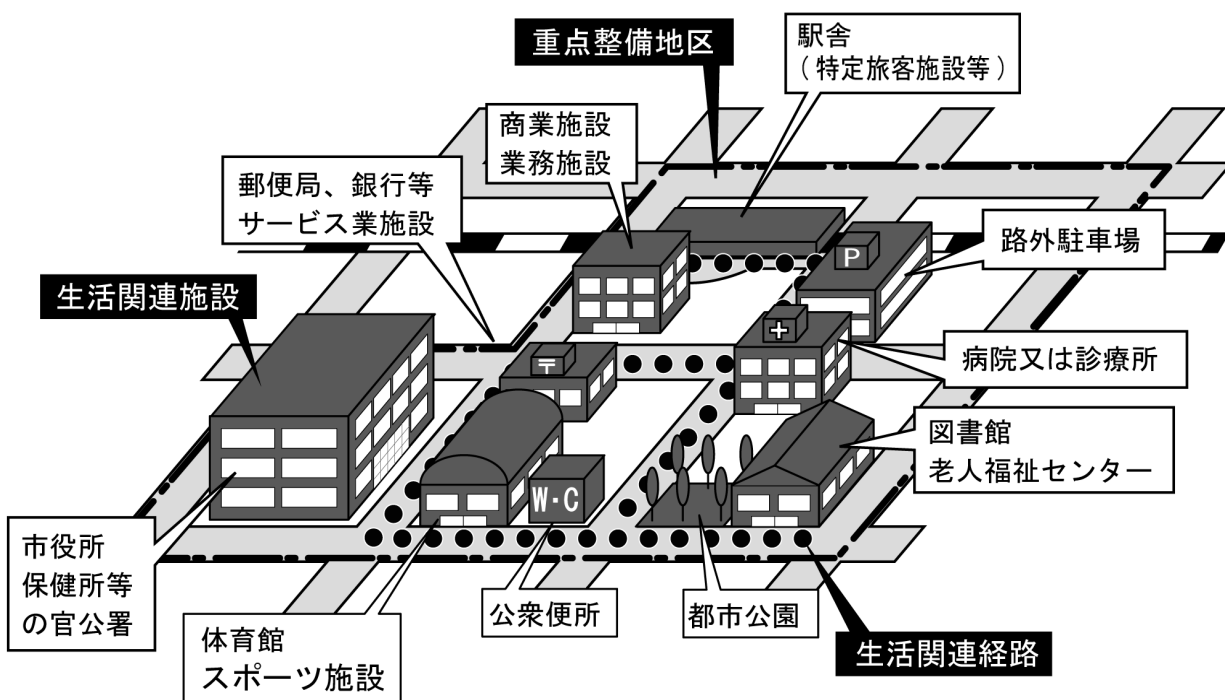 重点整備地区
駅舎
（特定旅客施設等）
商業施設
業務施設
郵便局、銀行等
サービス業施設
路外駐車場
生活関連施設
P
病院又は診療所
〒
図書館
老人福祉センター
W・C
市役所
保健所等
の官公署
公衆便所
都市公園
体育館
スポーツ施設
生活関連経路